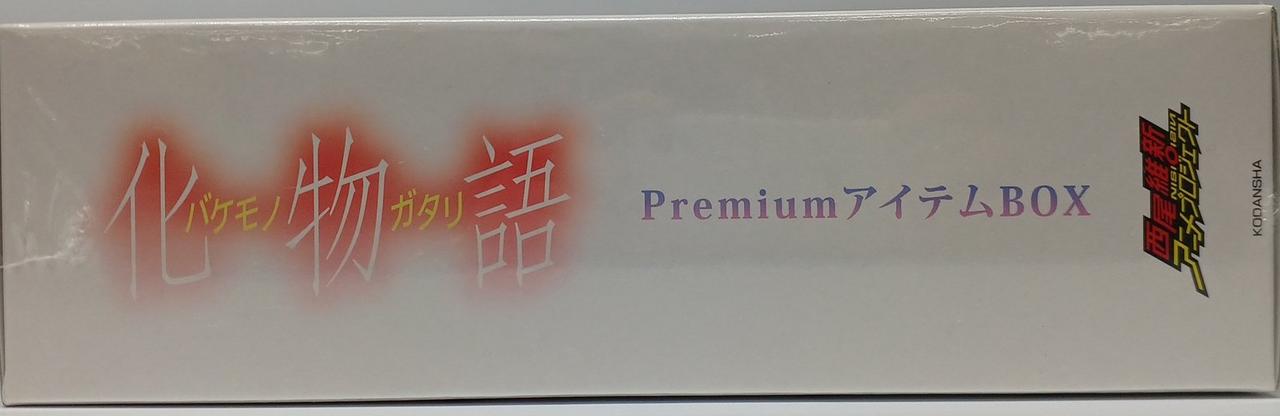 化物語
バケモノガタリ
PremiumアイテムBOX
西尾維新
NISIOISIN
アニメプロジェクト
KODANSHA